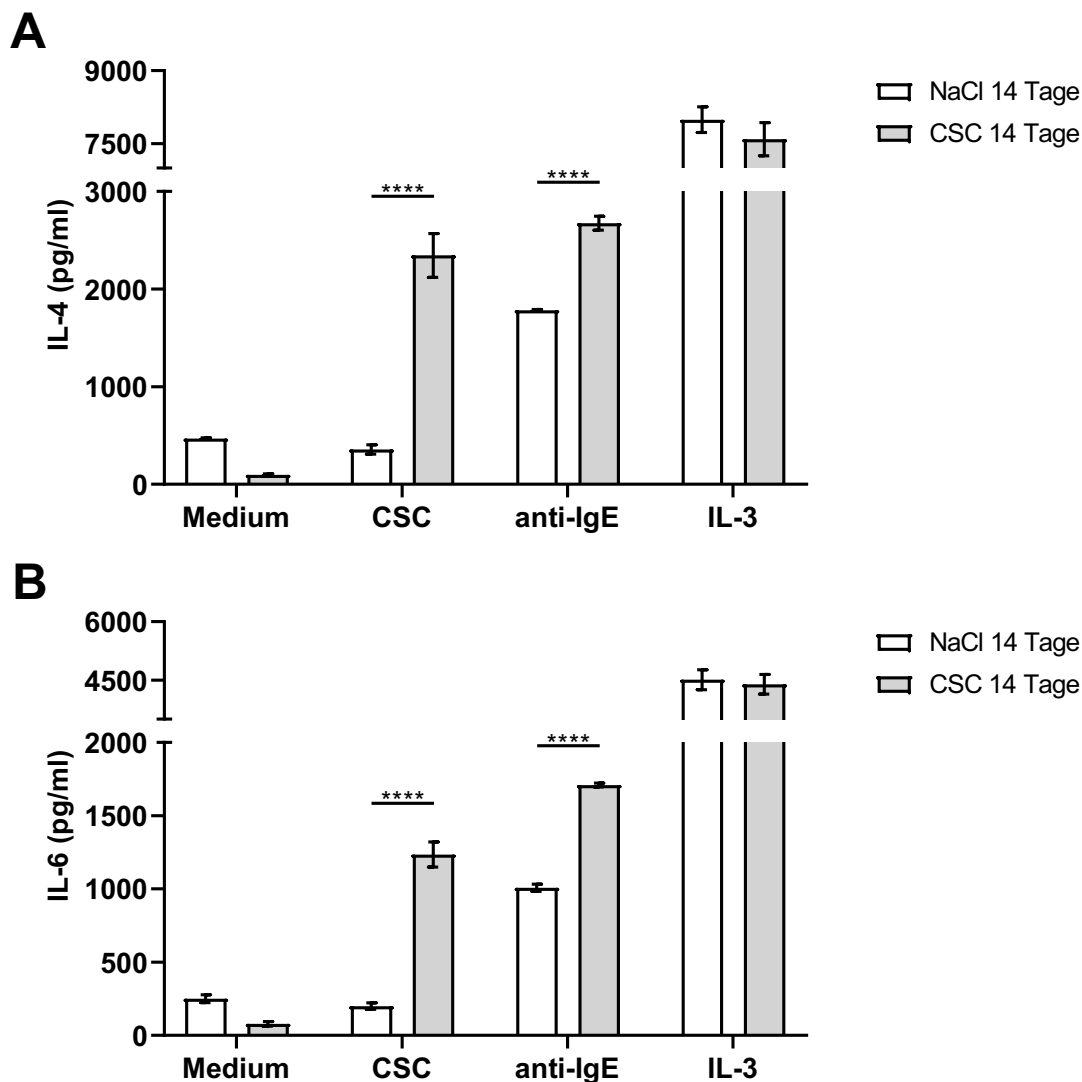 A
9000
7500
3000
2000
1000
0
IL-4 (pg/ml)
****
****
NaCl 14 Tage
CSC 14 Tage
Medium CSC anti-IgE IL-3
B
6000
4500
2000
1500
1000
500
0
IL-6 (pg/ml)
****
****
NaCl 14 Tage
CSC 14 Tage
Medium CSC anti-IgE IL-3